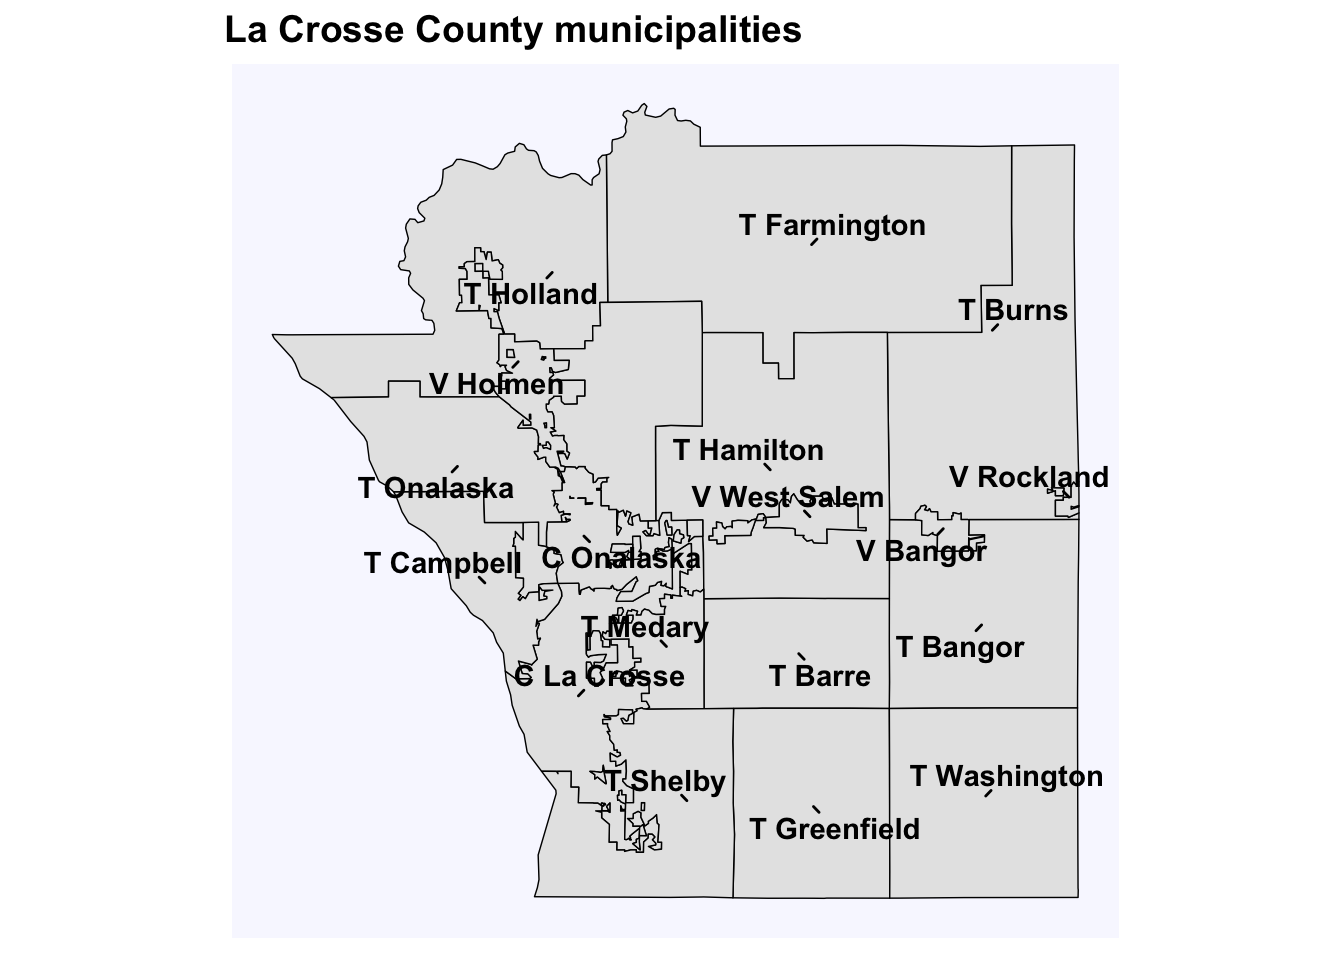 La Crosse County municipalities
T Farmington
T Holland
T Burns
V Holmen
T Hamilton
V Rockland
T Onalaska
V West Salem
V Bangor
C Onalaska
T Campbell
T Medary
T Bangor
C La Crosse
T Barre
T Washington
T Shelby
T Greenfield